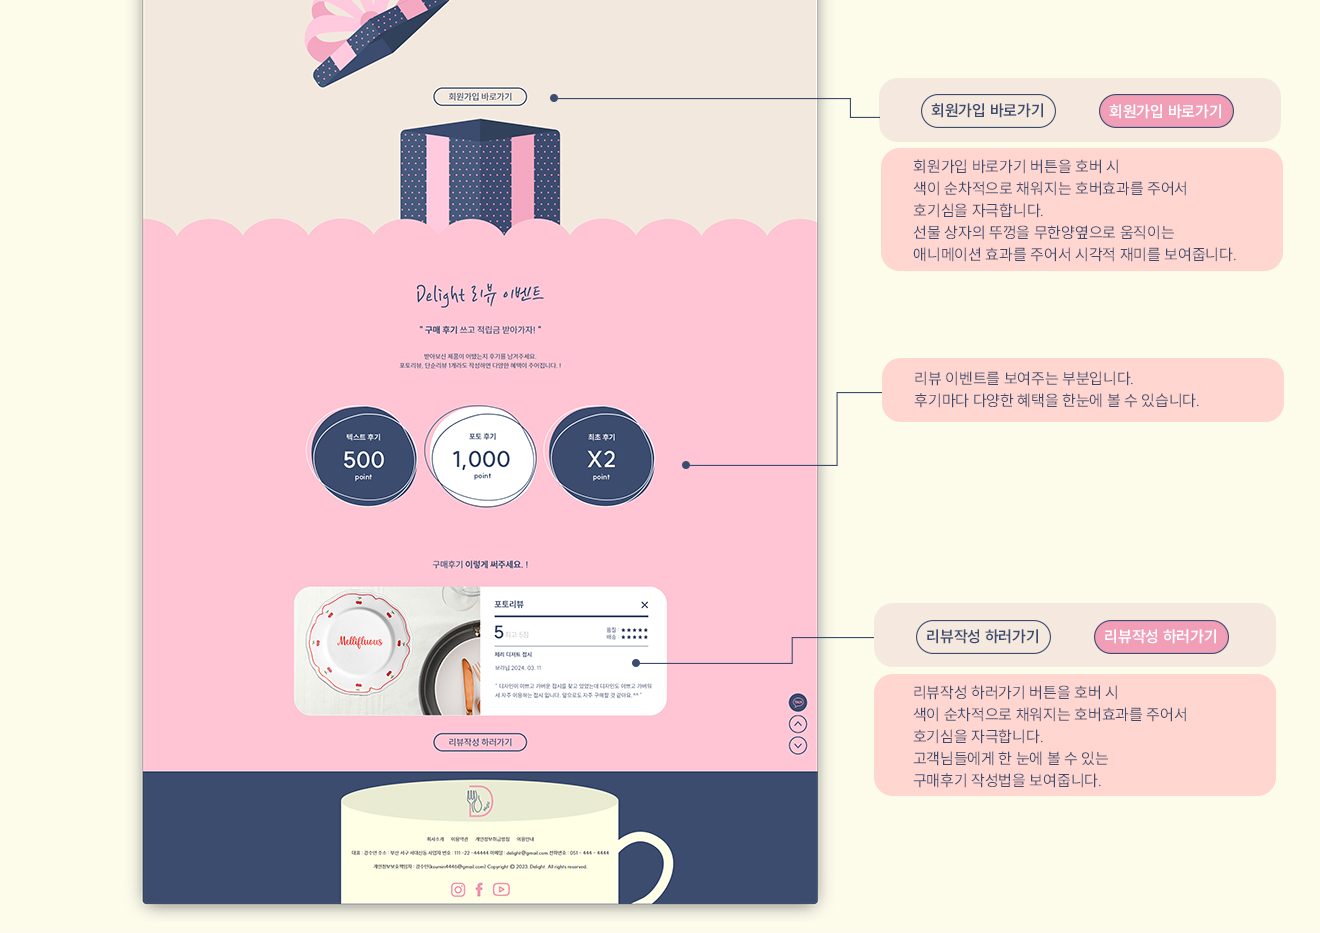 회원가입 바로가기
회원가입 바로가기
회원가입 바로가기
회원가입 바로가기 버튼을 호버 시
색이 순차적으로 채워지는 호버효과를 주어서
호기심을 자극합니다.
선물 상자의 뚜껑을 무한양옆으로 움직이는
애니메이션 효과를 주어서 시각적 재미를 보여줍니다.
Delight 리뷰 이벤트
" 구매 후기 쓰고 적립금 받아가자! "
받아보신 제품이 어땠는지 후기를 남겨주세요.
포토리뷰, 단순리뷰 1개라도 작성하면 다양한 혜택이 주어집니다. !
리뷰 이벤트를 보여주는 부분입니다.
후기마다 다양한 혜택을 한눈에 볼 수 있습니다.
텍스트 후기
500
point
포토 후기
1,000
point
최초 후기
X2
point
구매후기 이렇게 써주세요. !
Mellifluous
포토리뷰
5 최고 5점
품질 : ★★★★★
배송 : ★★★★★
체리 디저트 접시
보라님 2024. 03. 11
" 디자인이 이쁘고 가벼운 접시를 찾고 있었는데 디자인도 이쁘고 가벼워
서 자주 이용하는 접시 입니다. 앞으로도 자주 구매할 것 같아요. ^^ "
리뷰작성 하러가기
리뷰작성 하러가기
리뷰작성 하러가기
리뷰작성 하러가기 버튼을 호버 시
색이 순차적으로 채워지는 호버효과를 주어서
호기심을 자극합니다.
고객님들에게 한 눈에 볼 수 있는
구매후기 작성법을 보여줍니다.
회사소개 이용약관 개인정보취급방침 이용안내
대표 : 강수연 주소 : 부산 서구 서대신동 사업자 번호 : 111 -22 -44444 이메일 : delight@gmail.com 전화번호 : 051 - 444 - 4444
Copyright © 2023. Delight. All rights reserved.